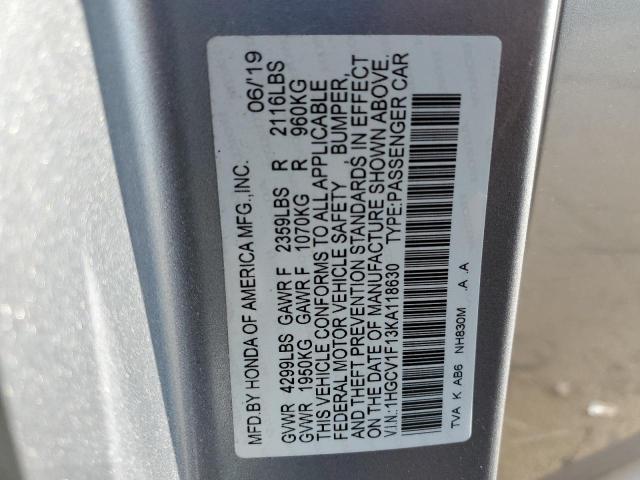 MFD.BY HONDA OF AMERICA MFG.,INC. 06/'19
GVWR 4299LBS GAWR F 2359LBS R 2116LBS
GVWR 1950KG GAWR F 1070KG R 960KG
THIS VEHICLE CONFORMS TO ALL APPLICABLE
FEDERAL MOTOR VEHICLE SAFETY , BUMPER,
AND THEFT PREVENTION STANDARDS IN EFFECT
ON THE DATE OF MANUFACTURE SHOWN ABOVE.
V.I.N.:1HGCV1F13KA118630 TYPE:PASSENGER CAR
TVA K AB6 NH830M .A .A